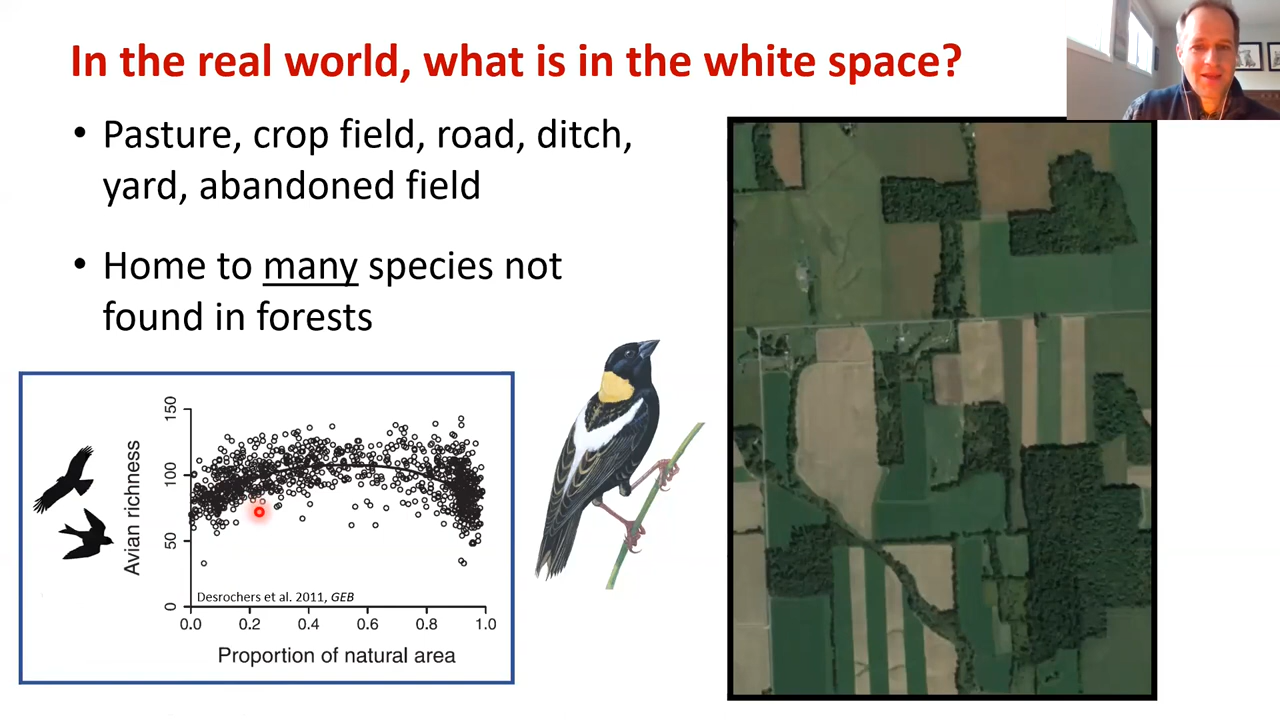 In the real world, what is in the white space?
• Pasture, crop field, road, ditch,
yard, abandoned field
• Home to many species not
found in forests
Avian richness
150
100
50
0
Desrochers et al. 2011, GEB
0.0 0.2 0.4 0.6 0.8 1.0
Proportion of natural area